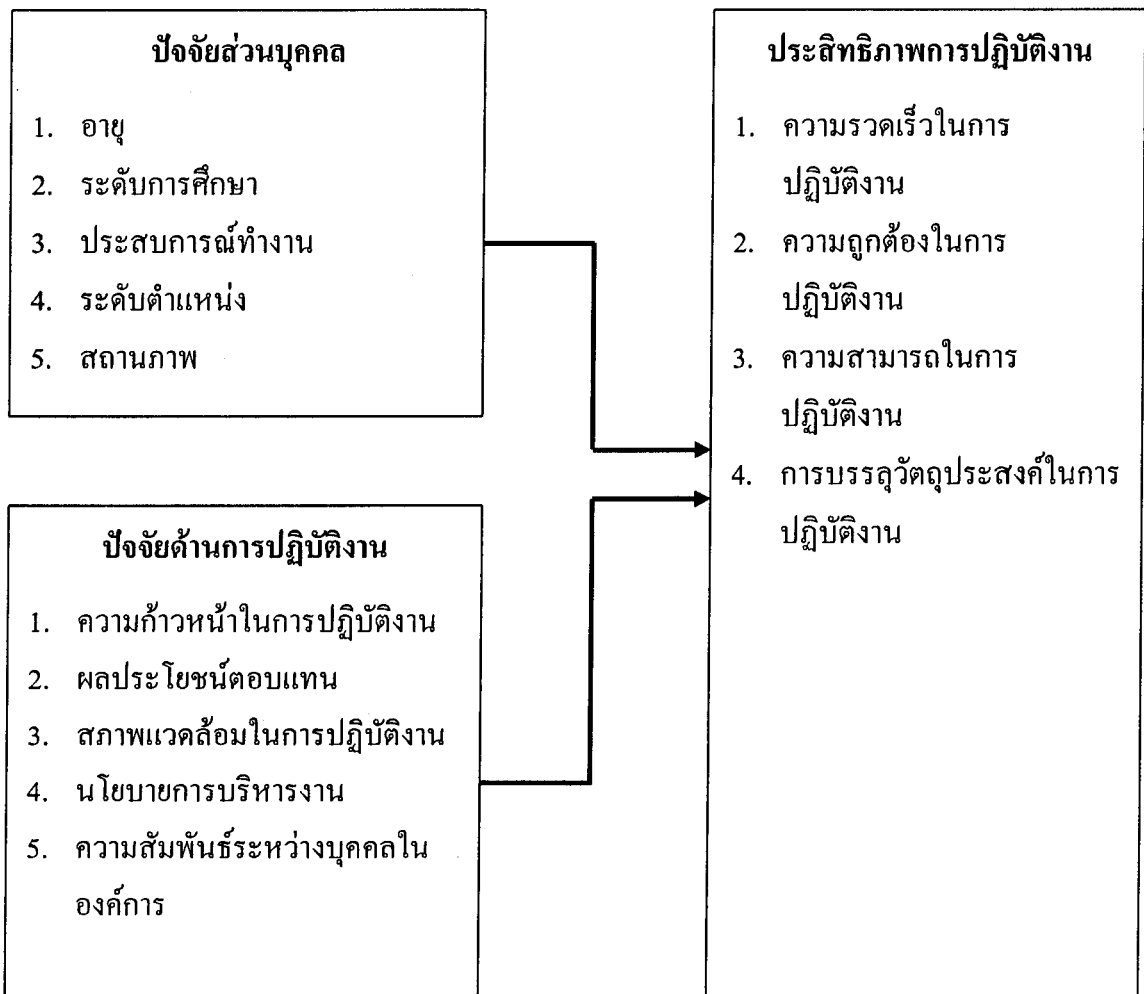 ปัจจัยส่วนบุคคล
1. อายุ
2. ระดับการศึกษา
3. ประสบการณ์ทำงาน
4. ระดับตำแหน่ง
5. สถานภาพ
ปัจจัยด้านการปฏิบัติงาน
1. ความก้าวหน้าในการปฏิบัติงาน
2. ผลประโยชน์ตอบแทน
3. สภาพแวดล้อมในการปฏิบัติงาน
4. นโยบายการบริหารงาน
5. ความสัมพันธ์ระหว่างบุคคลใน
องค์การ
ประสิทธิภาพการปฏิบัติงาน
1. ความรวดเร็วในการ
ปฏิบัติงาน
2. ความถูกต้องในการ
ปฏิบัติงาน
3. ความสามารถในการ
ปฏิบัติงาน
4. การบรรลุวัตถุประสงค์ในการ
ปฏิบัติงาน